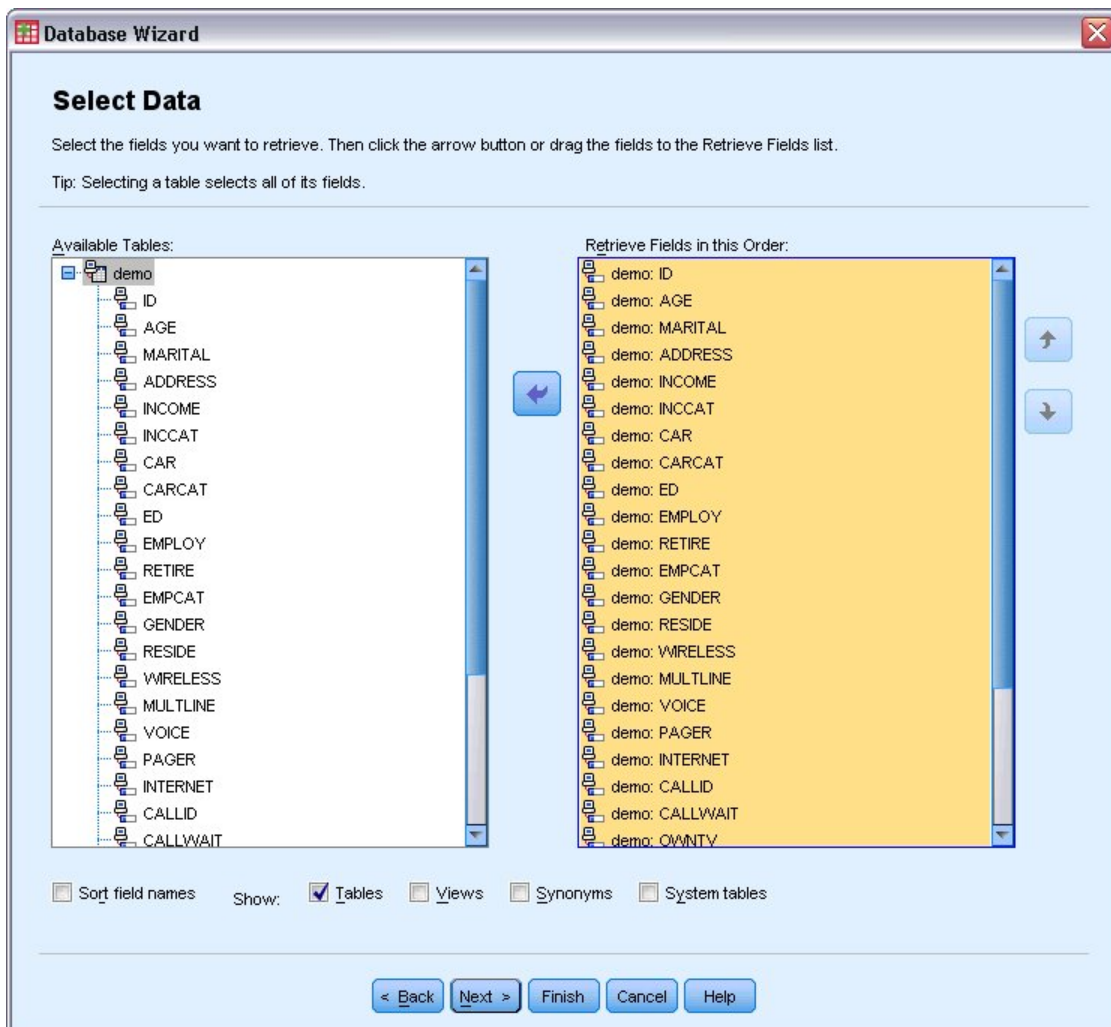 Database Wizard
Select Data
Select the fields you want to retrieve. Then click the arrow button or drag the fields to the Retrieve Fields list.
Tip: Selecting a table selects all of its fields.
Available Tables:
demo
ID
AGE
MARITAL
ADDRESS
INCOME
INCCAT
CAR
CARCAT
ED
EMPLOY
RETIRE
EMPCAT
GENDER
RESIDE
WIRELESS
MULTLINE
VOICE
PAGER
INTERNET
CALLID
CALLWAIT
Retrieve Fields in this Order:
demo: ID
demo: AGE
demo: MARITAL
demo: ADDRESS
demo: INCOME
demo: INCCAT
demo: CAR
demo: CARCAT
demo: ED
demo: EMPLOY
demo: RETIRE
demo: EMPCAT
demo: GENDER
demo: RESIDE
demo: WIRELESS
demo: MULTLINE
demo: VOICE
demo: PAGER
demo: INTERNET
demo: CALLID
demo: CALLWAIT
demo: OWNTV
Sort field names Show: Tables Views Synonyms System tables
< Back Next > Finish Cancel Help